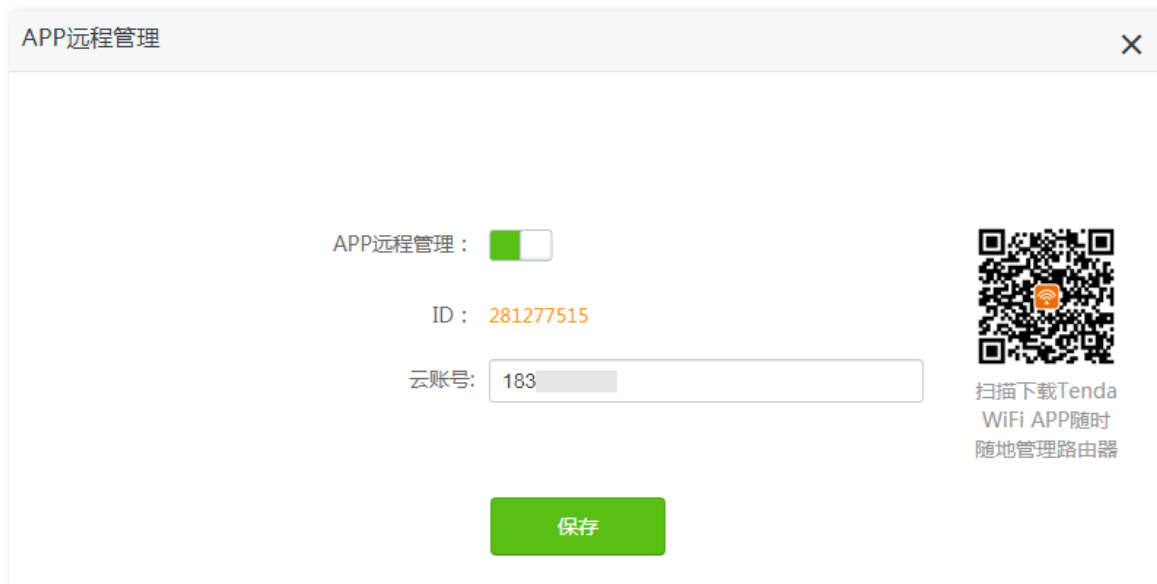 APP远程管理
APP远程管理：
ID： 281277515
云账号: 183
扫描下载Tenda
WiFi APP随时
随地管理路由器
保存